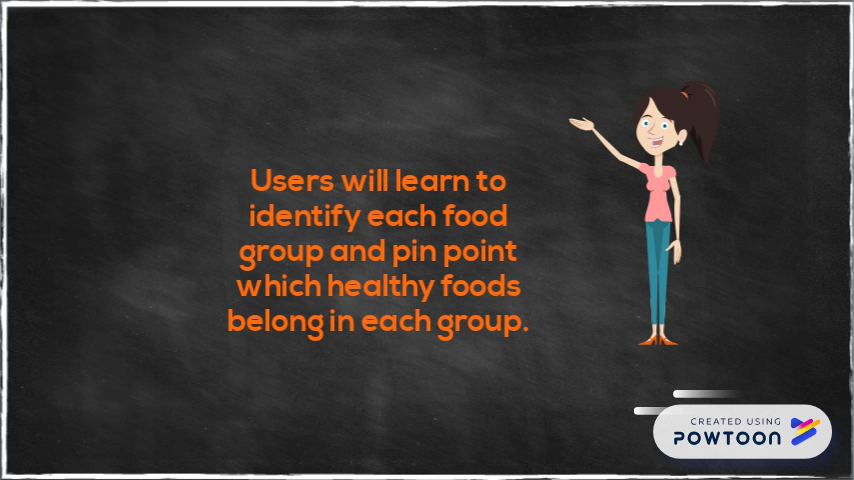 Users will learn to
identify each food
group and pin point
which healthy foods
belong in each group.
CREATED USING
POWTOON